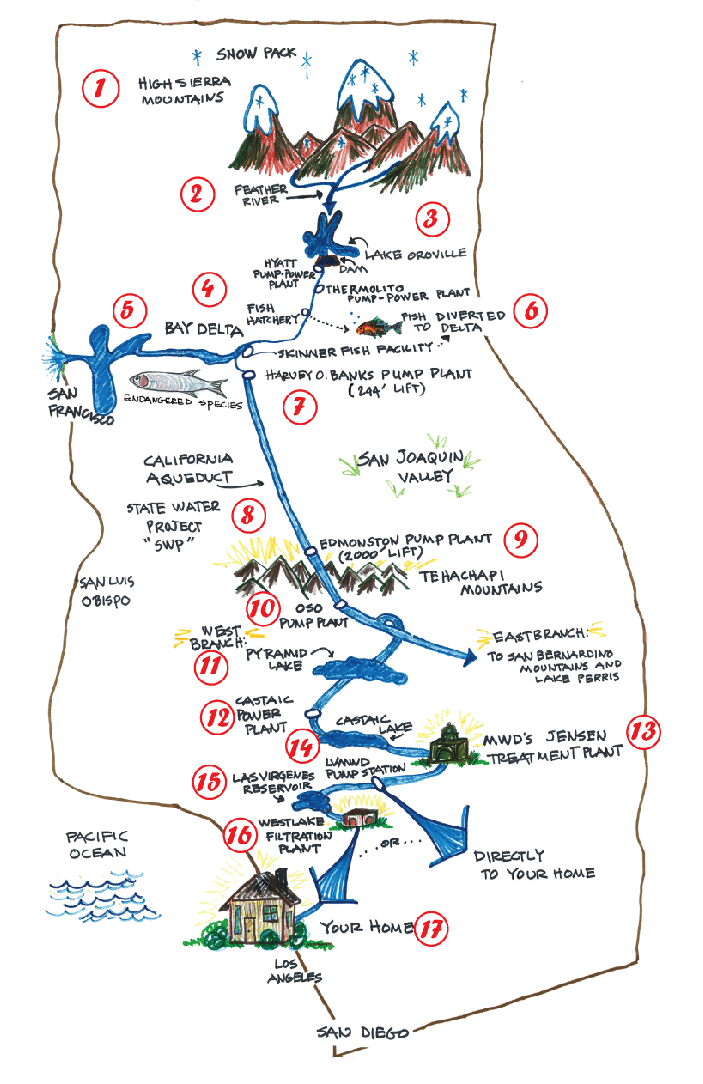 SNOW PACK
1
HIGH SIERRA
MOUNTAINS
2
FEATHER
RIVER
3
LAKE OROVILLE
DAM
HYATT
PUMP-POWER
PLANT
4
THERMOLITO
PUMP-POWER PLANT
FISH
HATCHERY
FISH DIVERTED
TO DELTA
6
5
BAY DELTA
SKINNER FISH FACILITY
HARVEY O. BANKS PUMP PLANT
(244' LIFT)
7
SAN
FRANCISCO
ENDANGERED SPECIES
CALIFORNIA
AQUEDUCT
SAN JOAQUIN
VALLEY
STATE WATER
PROJECT
"SWP"
8
EDMONSTON PUMP PLANT
(2000' LIFT)
9
TEHACHAPI
MOUNTAINS
SAN LUIS
OBISPO
10
OSO
PUMP PLANT
WEST
BRANCH:
11
PYRAMID
LAKE
EAST BRANCH:
TO SAN BERNARDINO
MOUNTAINS AND
LAKE PERRIS
12
CASTAIC
POWER
PLANT
CASTAIC
LAKE
13
MWD'S JENSEN
TREATMENT PLANT
14
LVMWD
PUMP STATION
15
LAS VIRGENES
RESERVOIR
16
WESTLAKE
FILTRATION
PLANT
... OR ...
DIRECTLY
TO YOUR HOME
PACIFIC
OCEAN
YOUR HOME
17
LOS
ANGELES
SAN DIEGO